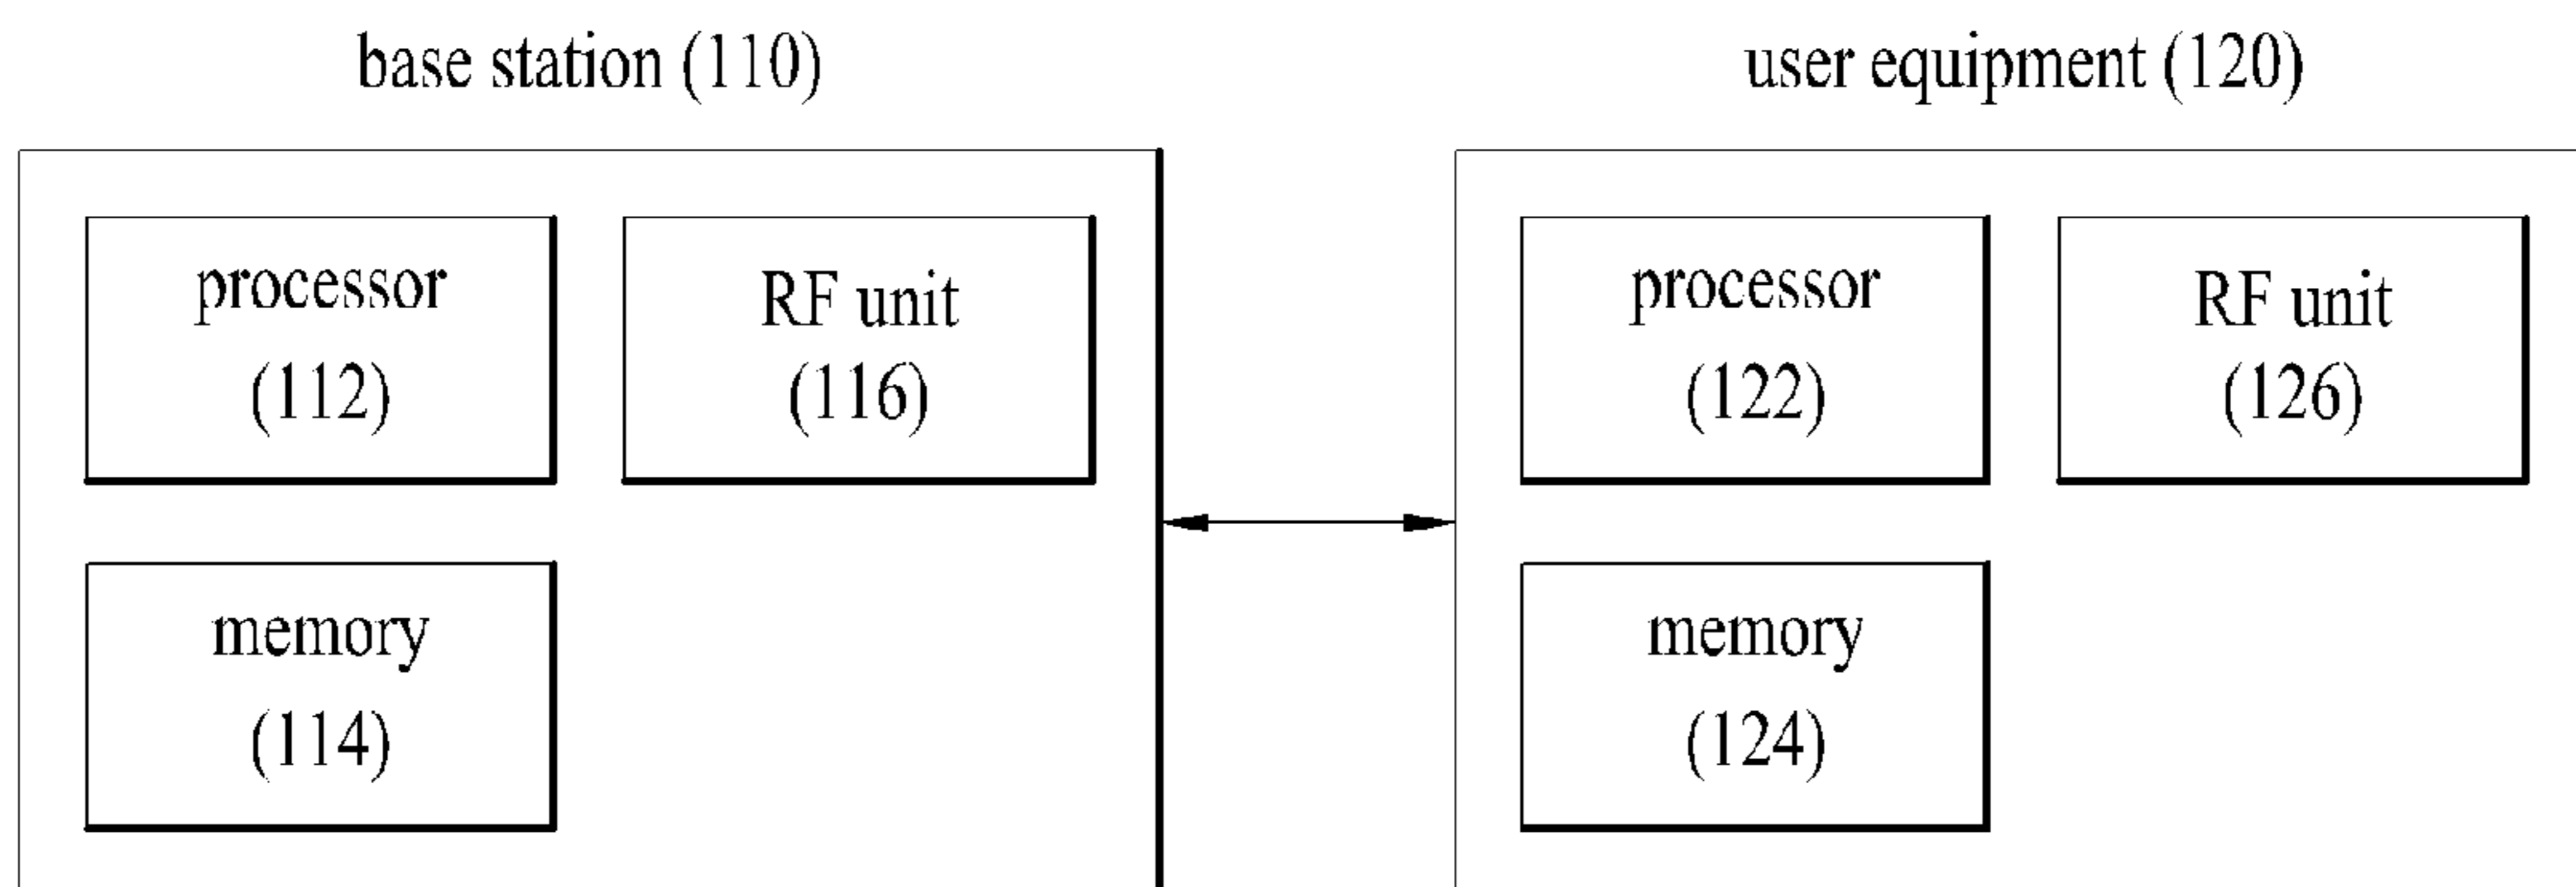 base station (110)
processor
(112)
RF unit
(116)
memory
(114)
user equipment (120)
processor
(122)
RF unit
(126)
memory
(124)